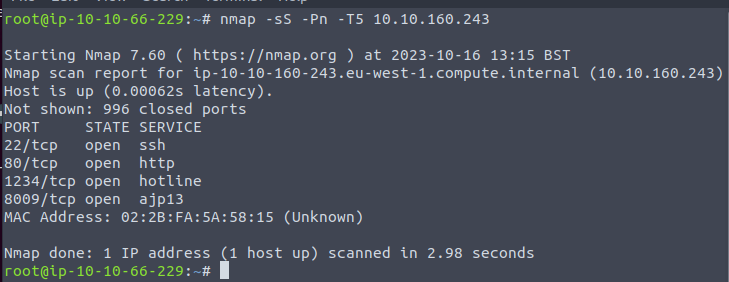 root@ip-10-10-66-229:~# nmap -sS -Pn -T5 10.10.160.243
Starting Nmap 7.60 ( https://nmap.org ) at 2023-10-16 13:15 BST
Nmap scan report for ip-10-10-160-243.eu-west-1.compute.internal (10.10.160.243)
Host is up (0.00062s latency).
Not shown: 996 closed ports
PORT     STATE SERVICE
22/tcp   open  ssh
80/tcp   open  http
1234/tcp open  hotline
8009/tcp open  ajp13
MAC Address: 02:2B:FA:5A:58:15 (Unknown)
Nmap done: 1 IP address (1 host up) scanned in 2.98 seconds
root@ip-10-10-66-229:~#